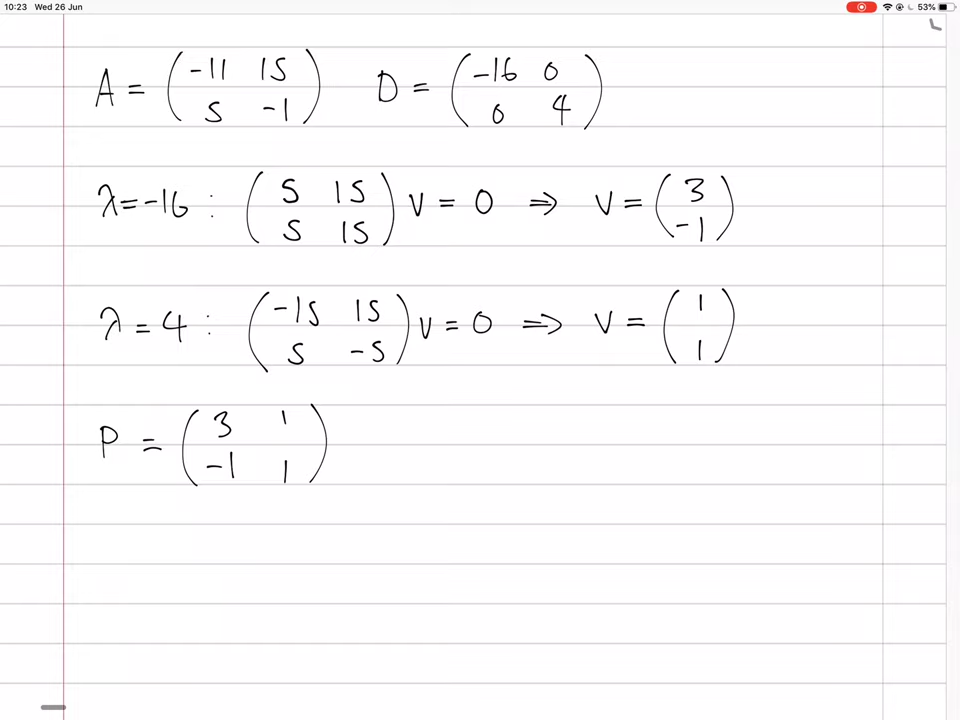 10:23 Wed 26 Jun 53%
A = (-11 15; 5 -1) D = (-16 0; 0 4)
λ = -16 : (5 15; 5 15) v = 0 ⇒ v = (3; -1)
λ = 4 : (-15 15; 5 -5) v = 0 ⇒ v = (1; 1)
P = (3 1; -1 1)